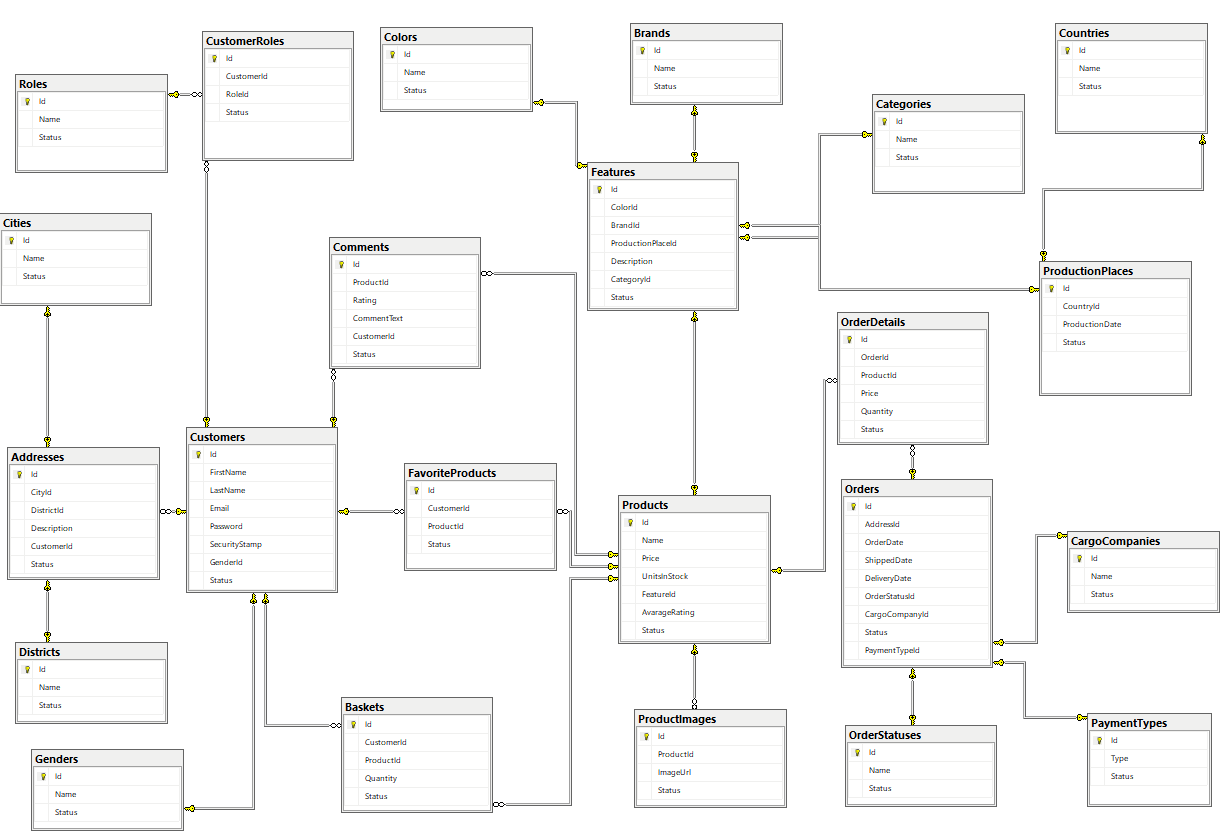 CustomerRoles
Id
CustomerId
RoleId
Status
Colors
Id
Name
Status
Brands
Id
Name
Status
Countries
Id
Name
Status
Roles
Id
Name
Status
Categories
Id
Name
Status
Features
Id
ColorId
BrandId
ProductionPlaceId
Description
CategoryId
Status
Cities
Id
Name
Status
Comments
Id
ProductId
Rating
CommentText
CustomerId
Status
ProductionPlaces
Id
CountryId
ProductionDate
Status
OrderDetails
Id
OrderId
ProductId
Price
Quantity
Status
Customers
Id
FirstName
LastName
Email
Password
SecurityStamp
GenderId
Status
Addresses
Id
CityId
DistrictId
Description
CustomerId
Status
FavoriteProducts
Id
CustomerId
ProductId
Status
Products
Id
Name
Price
UnitsInStock
FeatureId
AvarageRating
Status
Orders
Id
AddressId
OrderDate
ShippedDate
DeliveryDate
OrderStatusId
CargoCompanyId
Status
PaymentTypeId
CargoCompanies
Id
Name
Status
Districts
Id
Name
Status
Baskets
Id
CustomerId
ProductId
Quantity
Status
ProductImages
Id
ProductId
ImageUrl
Status
OrderStatuses
Id
Name
Status
PaymentTypes
Id
Type
Status
Genders
Id
Name
Status